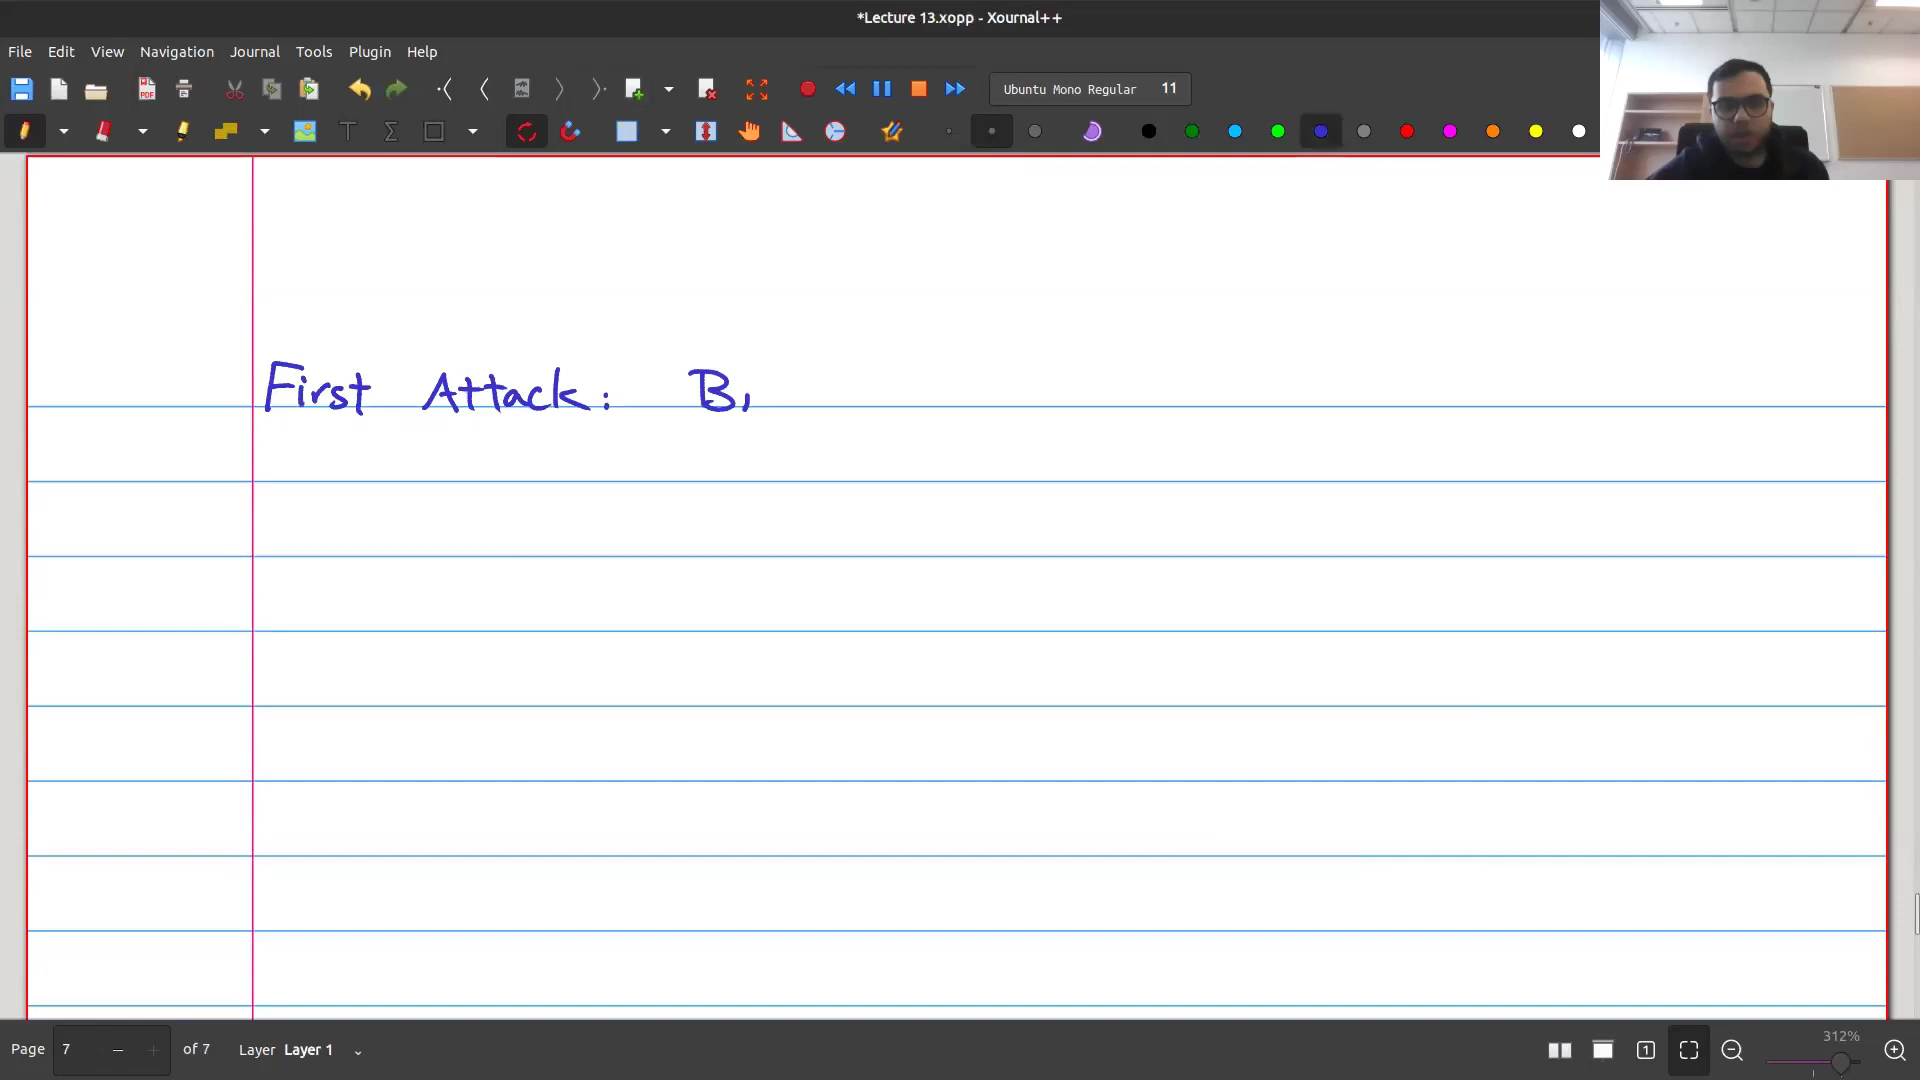 *Lecture 13.xopp - Xournal++
File Edit View Navigation Journal Tools Plugin Help
PDF
Ubuntu Mono Regular 11
First Attack: B,
312%
Page 7 of 7 Layer Layer 1